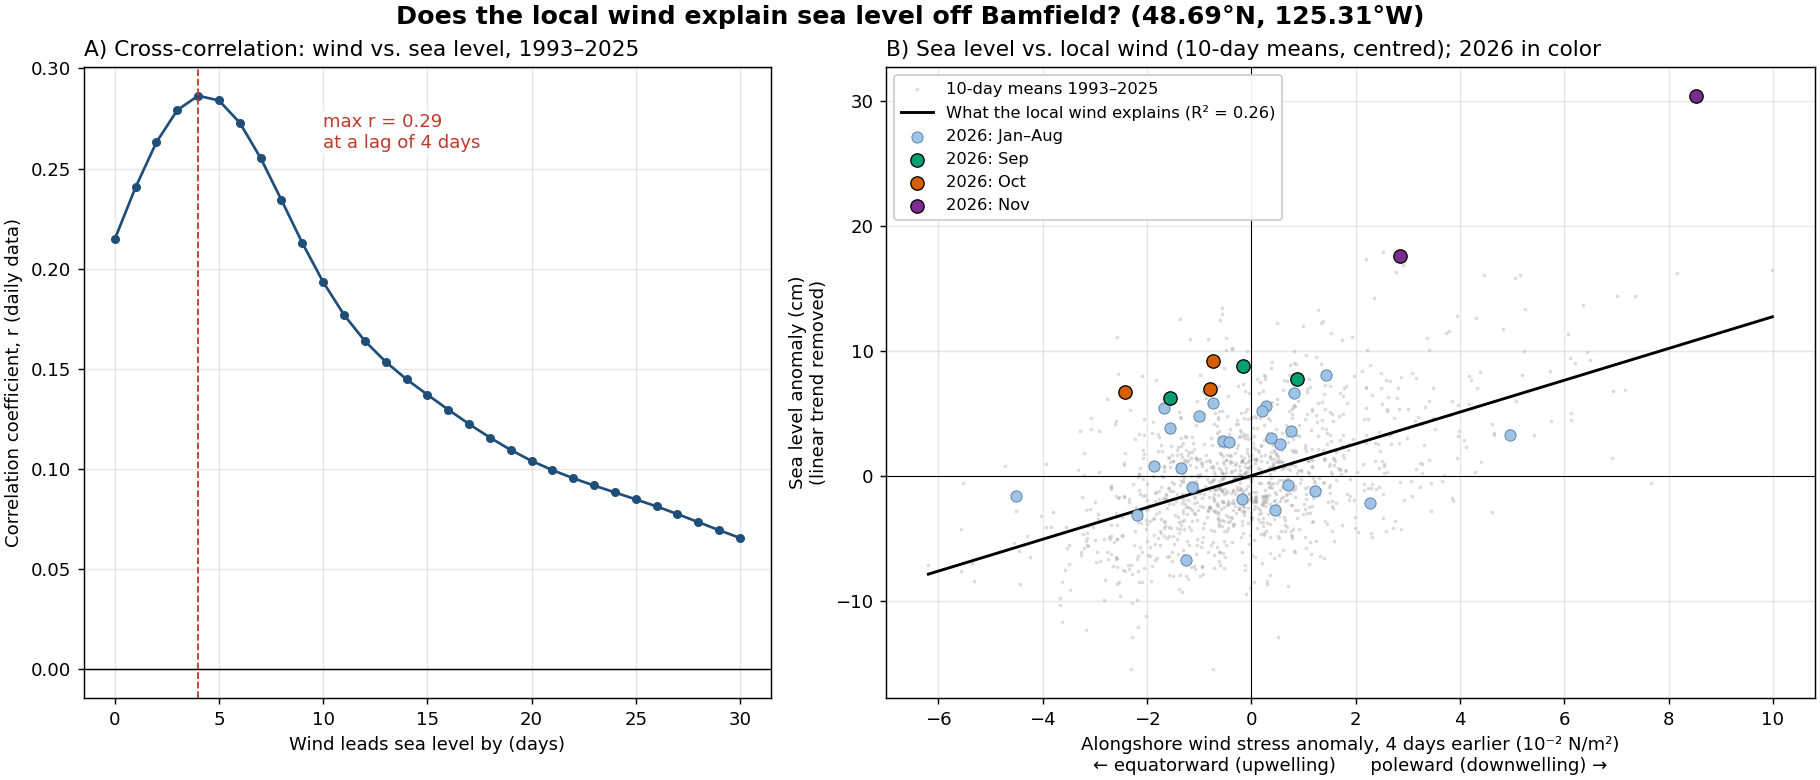 Does the local wind explain sea level off Bamfield? (48.69°N, 125.31°W)
A) Cross-correlation: wind vs. sea level, 1993–2025
0.30
0.25
0.20
0.15
0.10
0.05
0.00
Correlation coefficient, r (daily data)
max r = 0.29
at a lag of 4 days
0 5 10 15 20 25 30
Wind leads sea level by (days)
B) Sea level vs. local wind (10-day means, centred); 2026 in color
10-day means 1993–2025
What the local wind explains (R² = 0.26)
2026: Jan–Aug
2026: Sep
2026: Oct
2026: Nov
30
20
10
0
−10
Sea level anomaly (cm)
(linear trend removed)
−6 −4 −2 0 2 4 6 8 10
Alongshore wind stress anomaly, 4 days earlier (10⁻² N/m²)
← equatorward (upwelling) poleward (downwelling) →